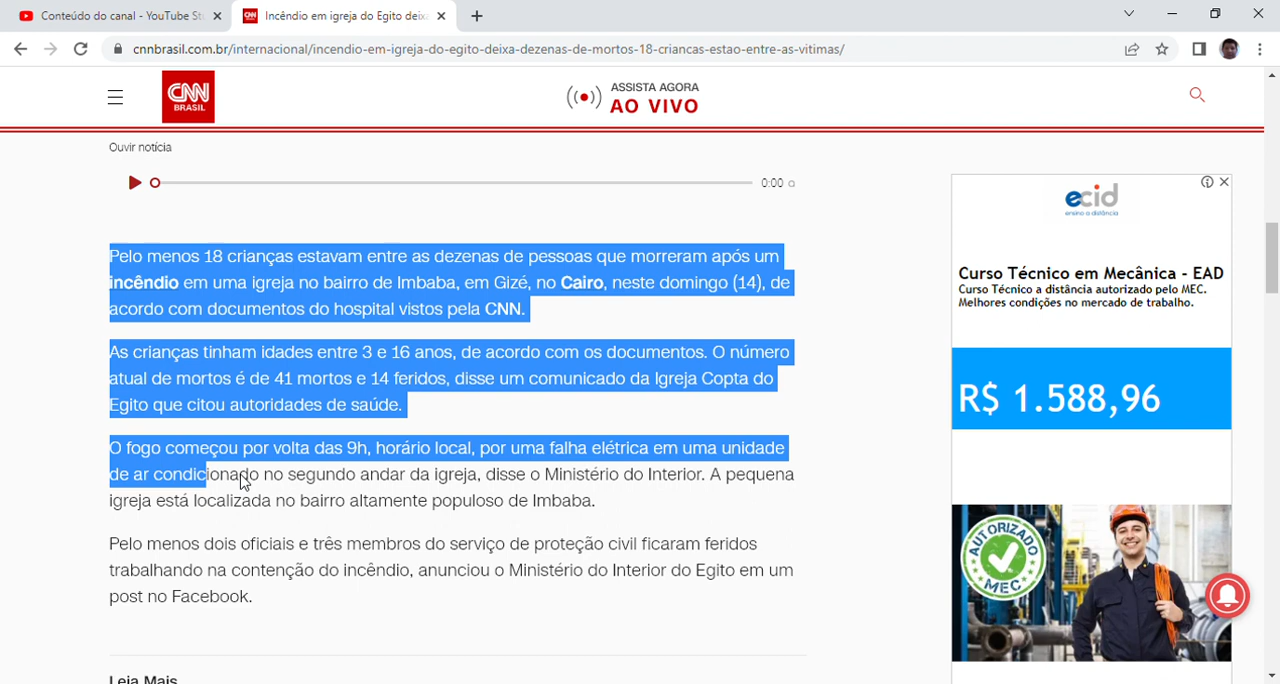 Conteúdo do canal - YouTube St
Incêndio em igreja do Egito deix
cnnbrasil.com.br/internacional/incendio-em-igreja-do-egito-deixa-dezenas-de-mortos-18-criancas-estao-entre-as-vitimas/
CNN
BRASIL
ASSISTA AGORA
AO VIVO
Ouvir notícia
0:00
Pelo menos 18 crianças estavam entre as dezenas de pessoas que morreram após um
incêndio em uma igreja no bairro de Imbaba, em Gizé, no Cairo, neste domingo (14), de
acordo com documentos do hospital vistos pela CNN.
As crianças tinham idades entre 3 e 16 anos, de acordo com os documentos. O número
atual de mortos é de 41 mortos e 14 feridos, disse um comunicado da Igreja Copta do
Egito que citou autoridades de saúde.
O fogo começou por volta das 9h, horário local, por uma falha elétrica em uma unidade
de ar condicionado no segundo andar da igreja, disse o Ministério do Interior. A pequena
igreja está localizada no bairro altamente populoso de Imbaba.
Pelo menos dois oficiais e três membros do serviço de proteção civil ficaram feridos
trabalhando na contenção do incêndio, anunciou o Ministério do Interior do Egito em um
post no Facebook.
Leia Mais
ecid
ensino a distância
Curso Técnico em Mecânica - EAD
Curso Técnico a distância autorizado pelo MEC.
Melhores condições no mercado de trabalho.
R$ 1.588,96
AUTORIZADO
MEC